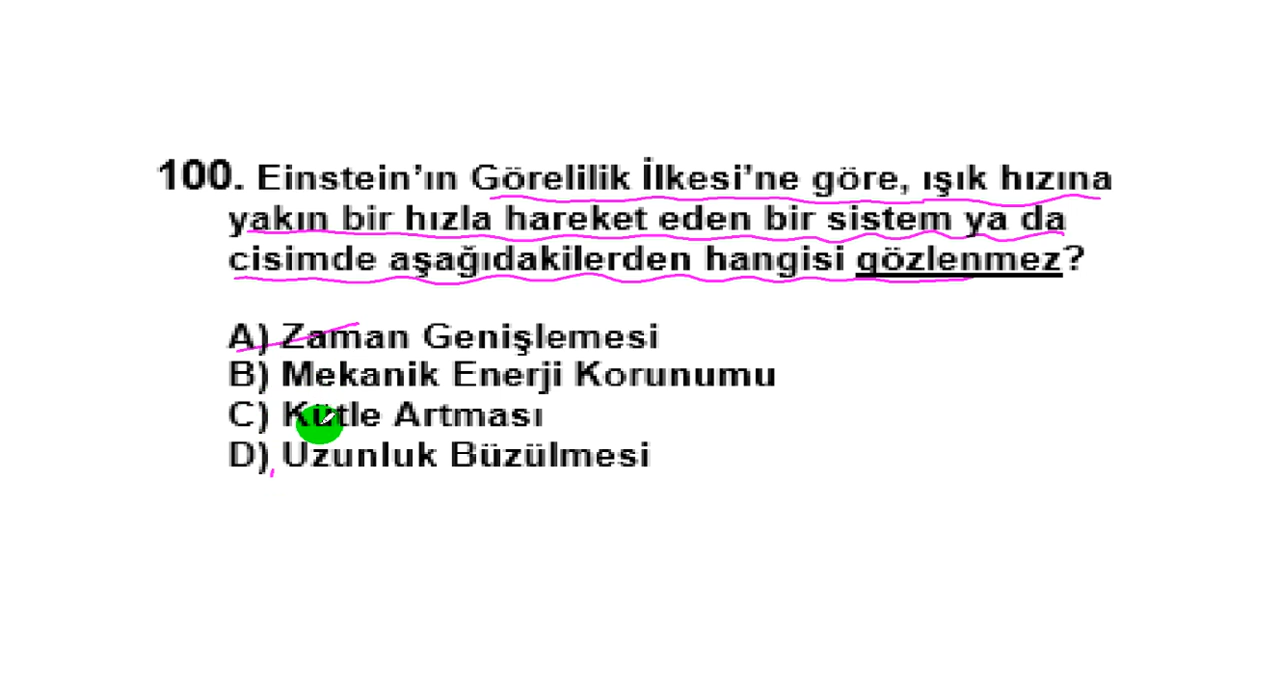 100. Einstein'ın Görelilik İlkesi'ne göre, ışık hızına
yakın bir hızla hareket eden bir sistem ya da
cisimde aşağıdakilerden hangisi gözlenmez?
A) Zaman Genişlemesi
B) Mekanik Enerji Korunumu
C) Kütle Artması
D) Uzunluk Büzülmesi